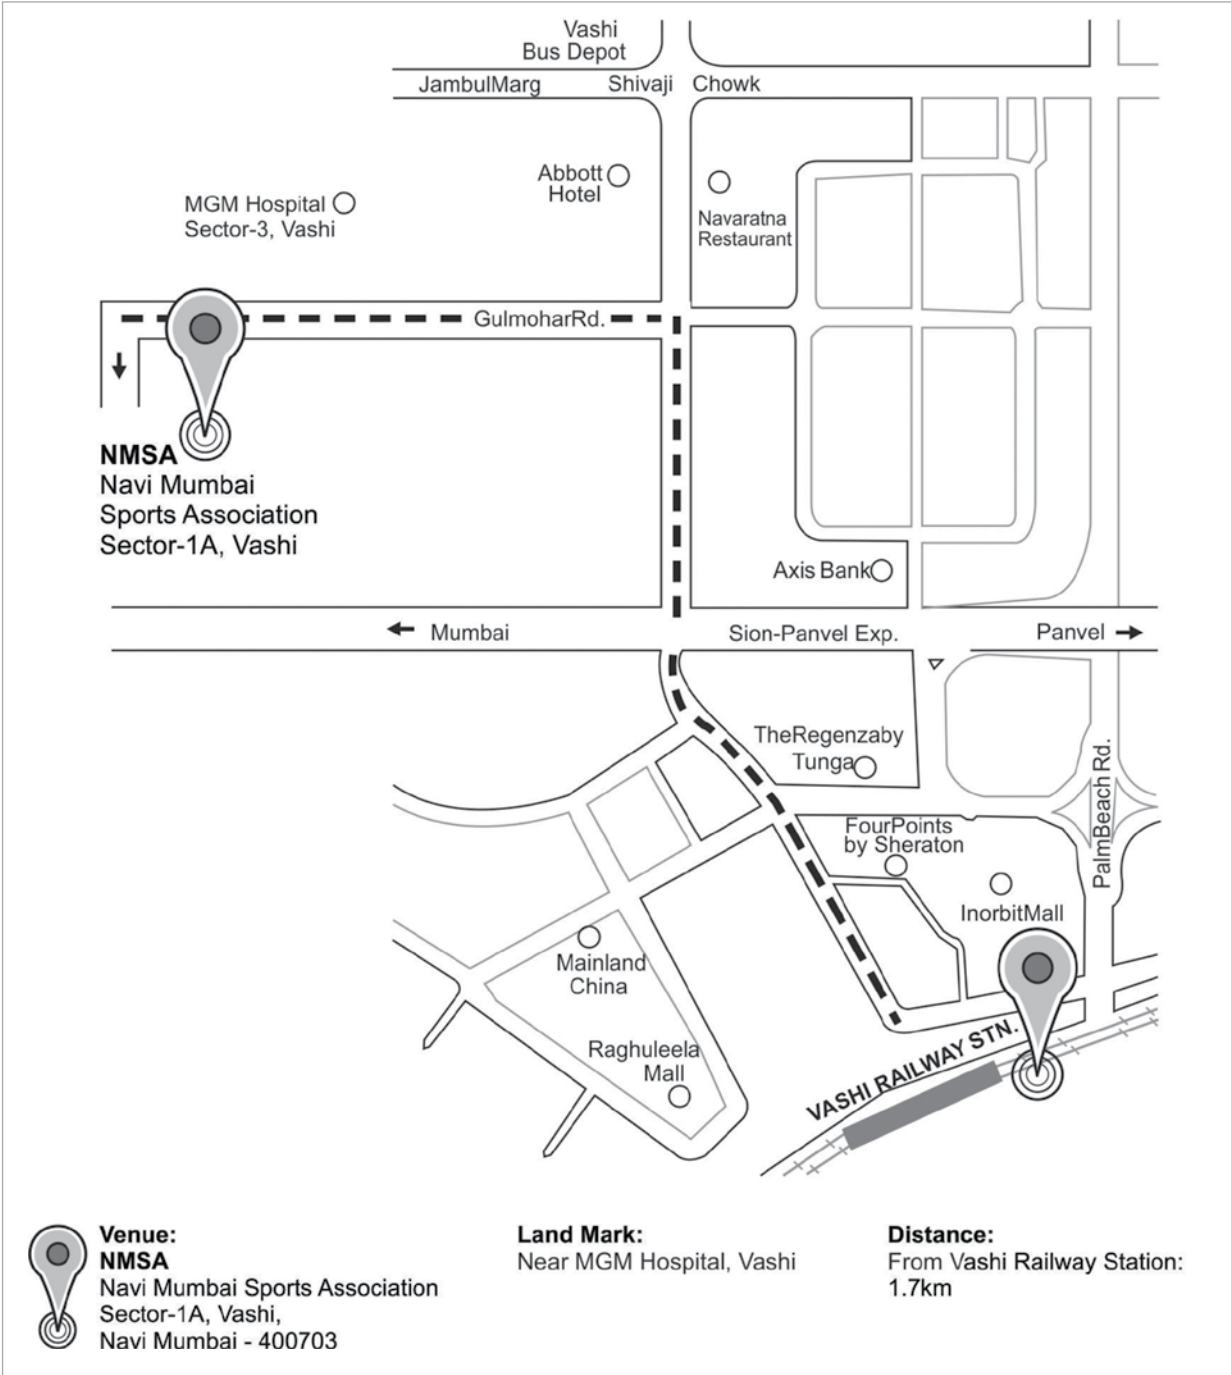 Vashi
Bus Depot
JambulMarg
Shivaji
Chowk
Abbott
Hotel
MGM Hospital
Sector-3, Vashi
Navaratna
Restaurant
GulmoharRd.
NMSA
Navi Mumbai
Sports Association
Sector-1A, Vashi
Axis Bank
Mumbai
Sion-Panvel Exp.
Panvel
TheRegenzaby
Tunga
PalmBeach Rd.
FourPoints
by Sheraton
InorbitMall
Mainland
China
VASHI RAILWAY STN.
Raghuleela
Mall
Venue:
NMSA
Navi Mumbai Sports Association
Sector-1A, Vashi,
Navi Mumbai - 400703
Land Mark:
Near MGM Hospital, Vashi
Distance:
From Vashi Railway Station:
1.7km